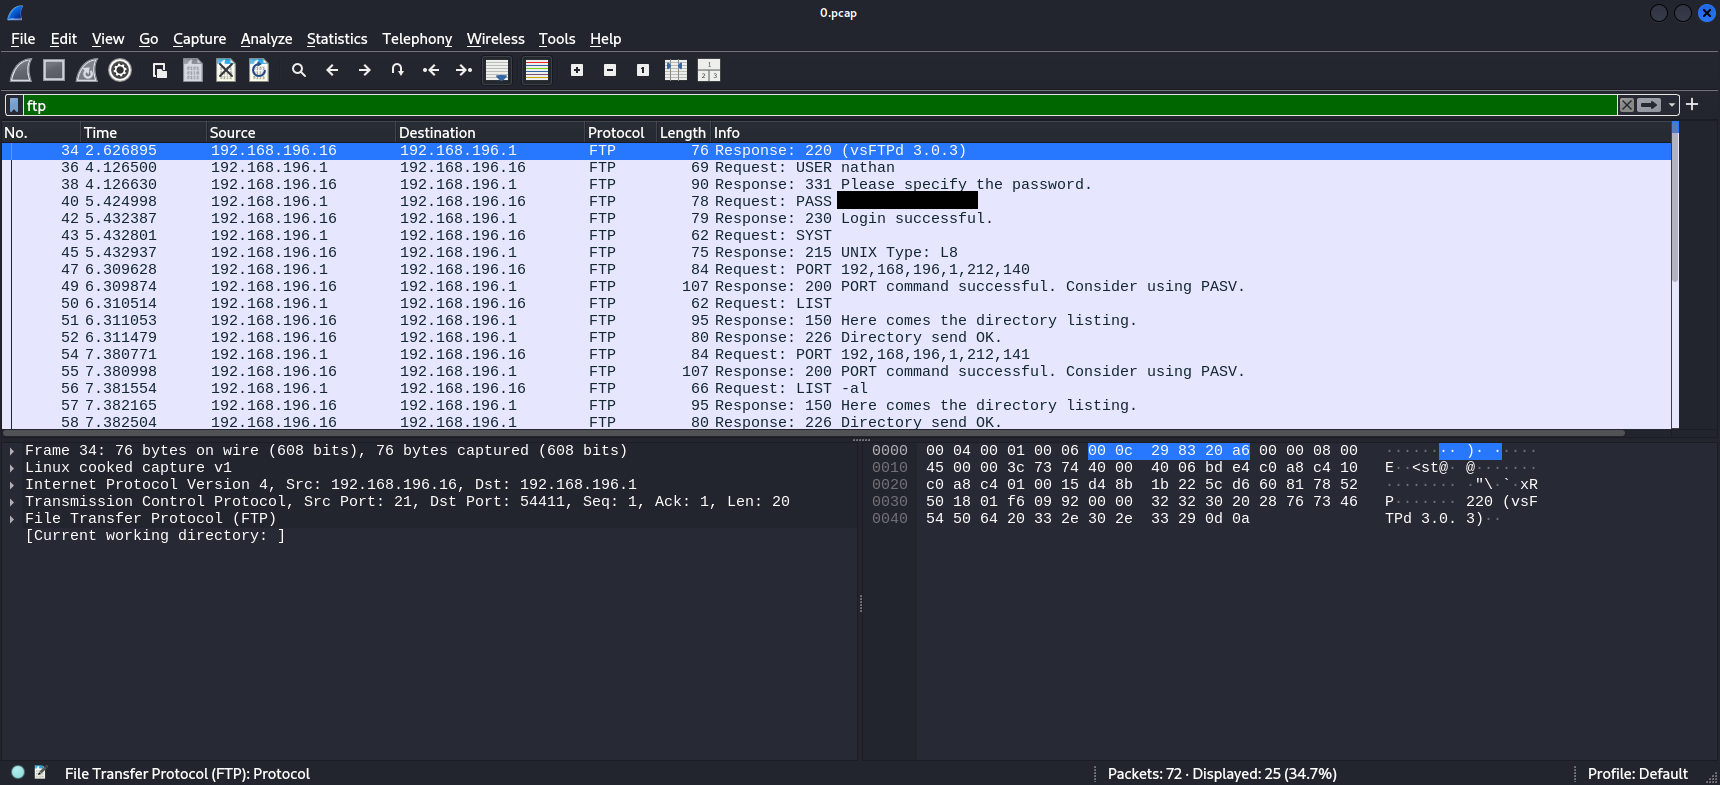 0.pcap
File Edit View Go Capture Analyze Statistics Telephony Wireless Tools Help
ftp
No. Time Source Destination Protocol Length Info
34 2.626895 192.168.196.16 192.168.196.1 FTP 76 Response: 220 (vsFTPd 3.0.3)
36 4.126500 192.168.196.1 192.168.196.16 FTP 69 Request: USER nathan
38 4.126630 192.168.196.16 192.168.196.1 FTP 90 Response: 331 Please specify the password.
40 5.424998 192.168.196.1 192.168.196.16 FTP 78 Request: PASS
42 5.432387 192.168.196.16 192.168.196.1 FTP 79 Response: 230 Login successful.
43 5.432801 192.168.196.1 192.168.196.16 FTP 62 Request: SYST
45 5.432937 192.168.196.16 192.168.196.1 FTP 75 Response: 215 UNIX Type: L8
47 6.309628 192.168.196.1 192.168.196.16 FTP 84 Request: PORT 192,168,196,1,212,140
49 6.309874 192.168.196.16 192.168.196.1 FTP 107 Response: 200 PORT command successful. Consider using PASV.
50 6.310514 192.168.196.1 192.168.196.16 FTP 62 Request: LIST
51 6.311053 192.168.196.16 192.168.196.1 FTP 95 Response: 150 Here comes the directory listing.
52 6.311479 192.168.196.16 192.168.196.1 FTP 80 Response: 226 Directory send OK.
54 7.380771 192.168.196.1 192.168.196.16 FTP 84 Request: PORT 192,168,196,1,212,141
55 7.380998 192.168.196.16 192.168.196.1 FTP 107 Response: 200 PORT command successful. Consider using PASV.
56 7.381554 192.168.196.1 192.168.196.16 FTP 66 Request: LIST -al
57 7.382165 192.168.196.16 192.168.196.1 FTP 95 Response: 150 Here comes the directory listing.
58 7.382504 192.168.196.16 192.168.196.1 FTP 80 Response: 226 Directory send OK.
Frame 34: 76 bytes on wire (608 bits), 76 bytes captured (608 bits)
Linux cooked capture v1
Internet Protocol Version 4, Src: 192.168.196.16, Dst: 192.168.196.1
Transmission Control Protocol, Src Port: 21, Dst Port: 54411, Seq: 1, Ack: 1, Len: 20
File Transfer Protocol (FTP)
[Current working directory: ]
0000 00 04 00 01 00 06 00 0c 29 83 20 a6 00 00 08 00 ········)· ·····
0010 45 00 00 3c 73 74 40 00 40 06 bd e4 c0 a8 c4 10 E··<st@· @·······
0020 c0 a8 c4 01 00 15 d4 8b 1b 22 5c d6 60 81 78 52 ········ ·"\·`·xR
0030 50 18 01 f6 09 92 00 00 32 32 30 20 28 76 73 46 P······· 220 (vsF
0040 54 50 64 20 33 2e 30 2e 33 29 0d 0a TPd 3.0. 3)··
File Transfer Protocol (FTP): Protocol
Packets: 72 · Displayed: 25 (34.7%)
Profile: Default